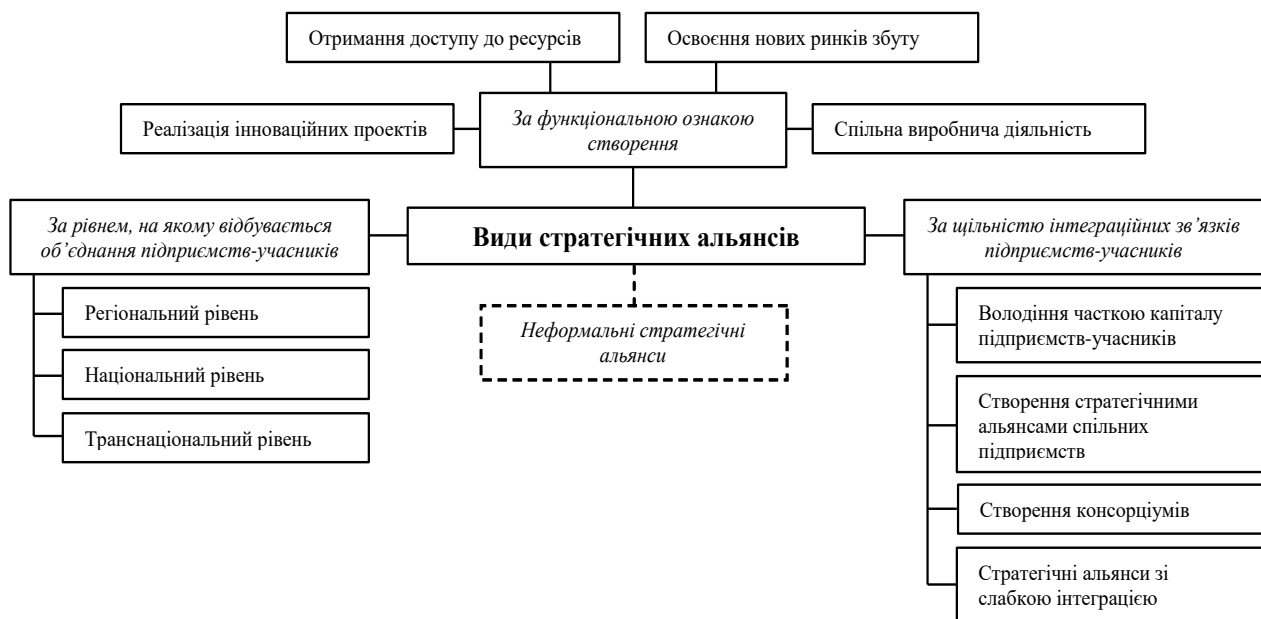 Отримання доступу до ресурсів
Освоєння нових ринків збуту
Реалізація інноваційних проектів
За функціональною ознакою
створення
Спільна виробнича діяльність
За рівнем, на якому відбувається
об’єднання підприємств-учасників
Види стратегічних альянсів
За щільністю інтеграційних зв’язків
підприємств-учасників
Неформальні стратегічні
альянси
Регіональний рівень
Національний рівень
Транснаціональний рівень
Володіння часткою капіталу
підприємств-учасників
Створення стратегічними
альянсами спільних
підприємств
Створення консорціумів
Стратегічні альянси зі
слабкою інтеграцією